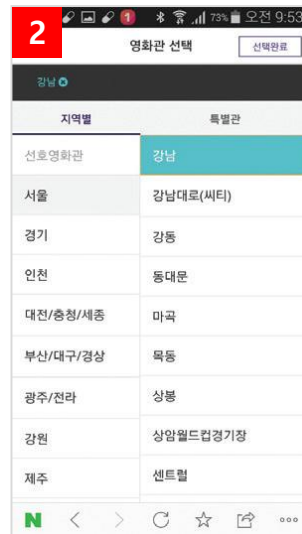 2
1 73% 오전 9:53
영화관 선택 선택완료
강남
지역별 특별관
선호영화관 강남
서울 강남대로(씨티)
경기 강동
인천 동대문
대전/충청/세종 마곡
부산/대구/경상 목동
광주/전라 상봉
강원 상암월드컵경기장
제주 센트럴
N